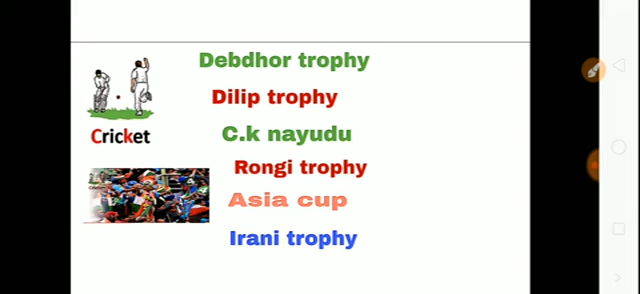 Debdhor trophy
Dilip trophy
Cricket
C.k nayudu
Rongi trophy
Asia cup
Irani trophy